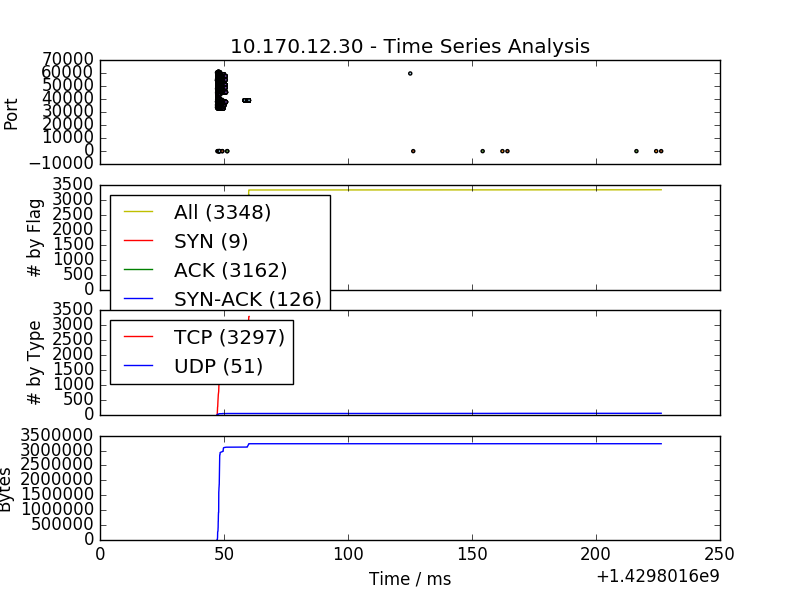 10.170.12.30 - Time Series Analysis
70000
60000
50000
40000
30000
20000
10000
0
−10000
Port
3500
3000
2500
2000
1500
1000
500
0
# by Flag
All (3348)
SYN (9)
ACK (3162)
SYN-ACK (126)
3500
3000
2500
2000
1500
1000
500
0
# by Type
TCP (3297)
UDP (51)
3500000
3000000
2500000
2000000
1500000
1000000
500000
0
Bytes
0 50 100 150 200 250
Time / ms
+1.4298016e9